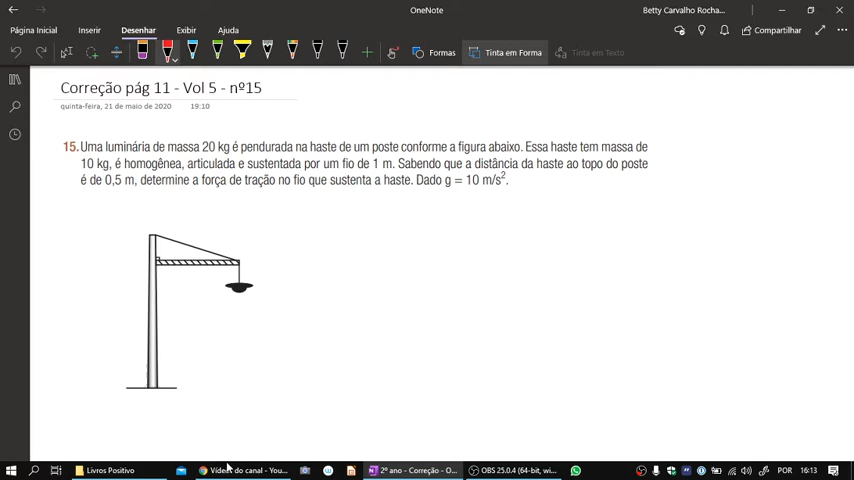 OneNote
Betty Carvalho Rocha...
Página Inicial
Inserir
Desenhar
Exibir
Ajuda
Compartilhar
Formas
Tinta em Forma
Tinta em Texto
Correção pág 11 - Vol 5 - nº15
quinta-feira, 21 de maio de 2020 19:10
15. Uma luminária de massa 20 kg é pendurada na haste de um poste conforme a figura abaixo. Essa haste tem massa de
10 kg, é homogênea, articulada e sustentada por um fio de 1 m. Sabendo que a distância da haste ao topo do poste
é de 0,5 m, determine a força de tração no fio que sustenta a haste. Dado g = 10 m/s².
Livros Positivo
Vídeos do canal - You...
2º ano - Correção - O...
OBS 25.0.4 (64-bit, wi...
POR
16:13